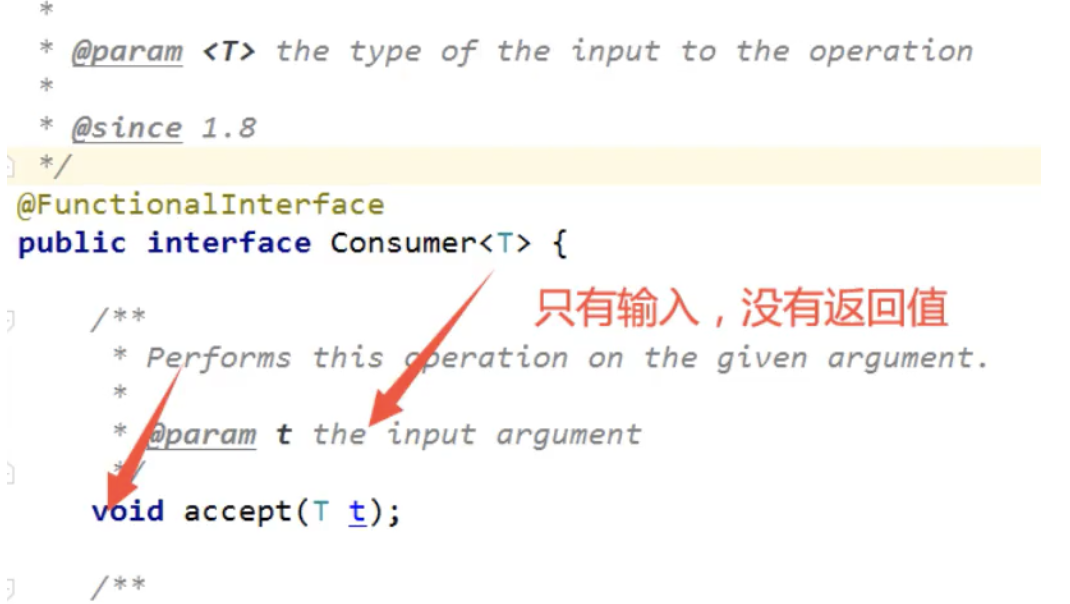 *
* @param <T> the type of the input to the operation
*
* @since 1.8
*/
@FunctionalInterface
public interface Consumer<T> {
只有输入，没有返回值
/**
* Performs this operation on the given argument.
*
* @param t the input argument
*/
void accept(T t);
/**